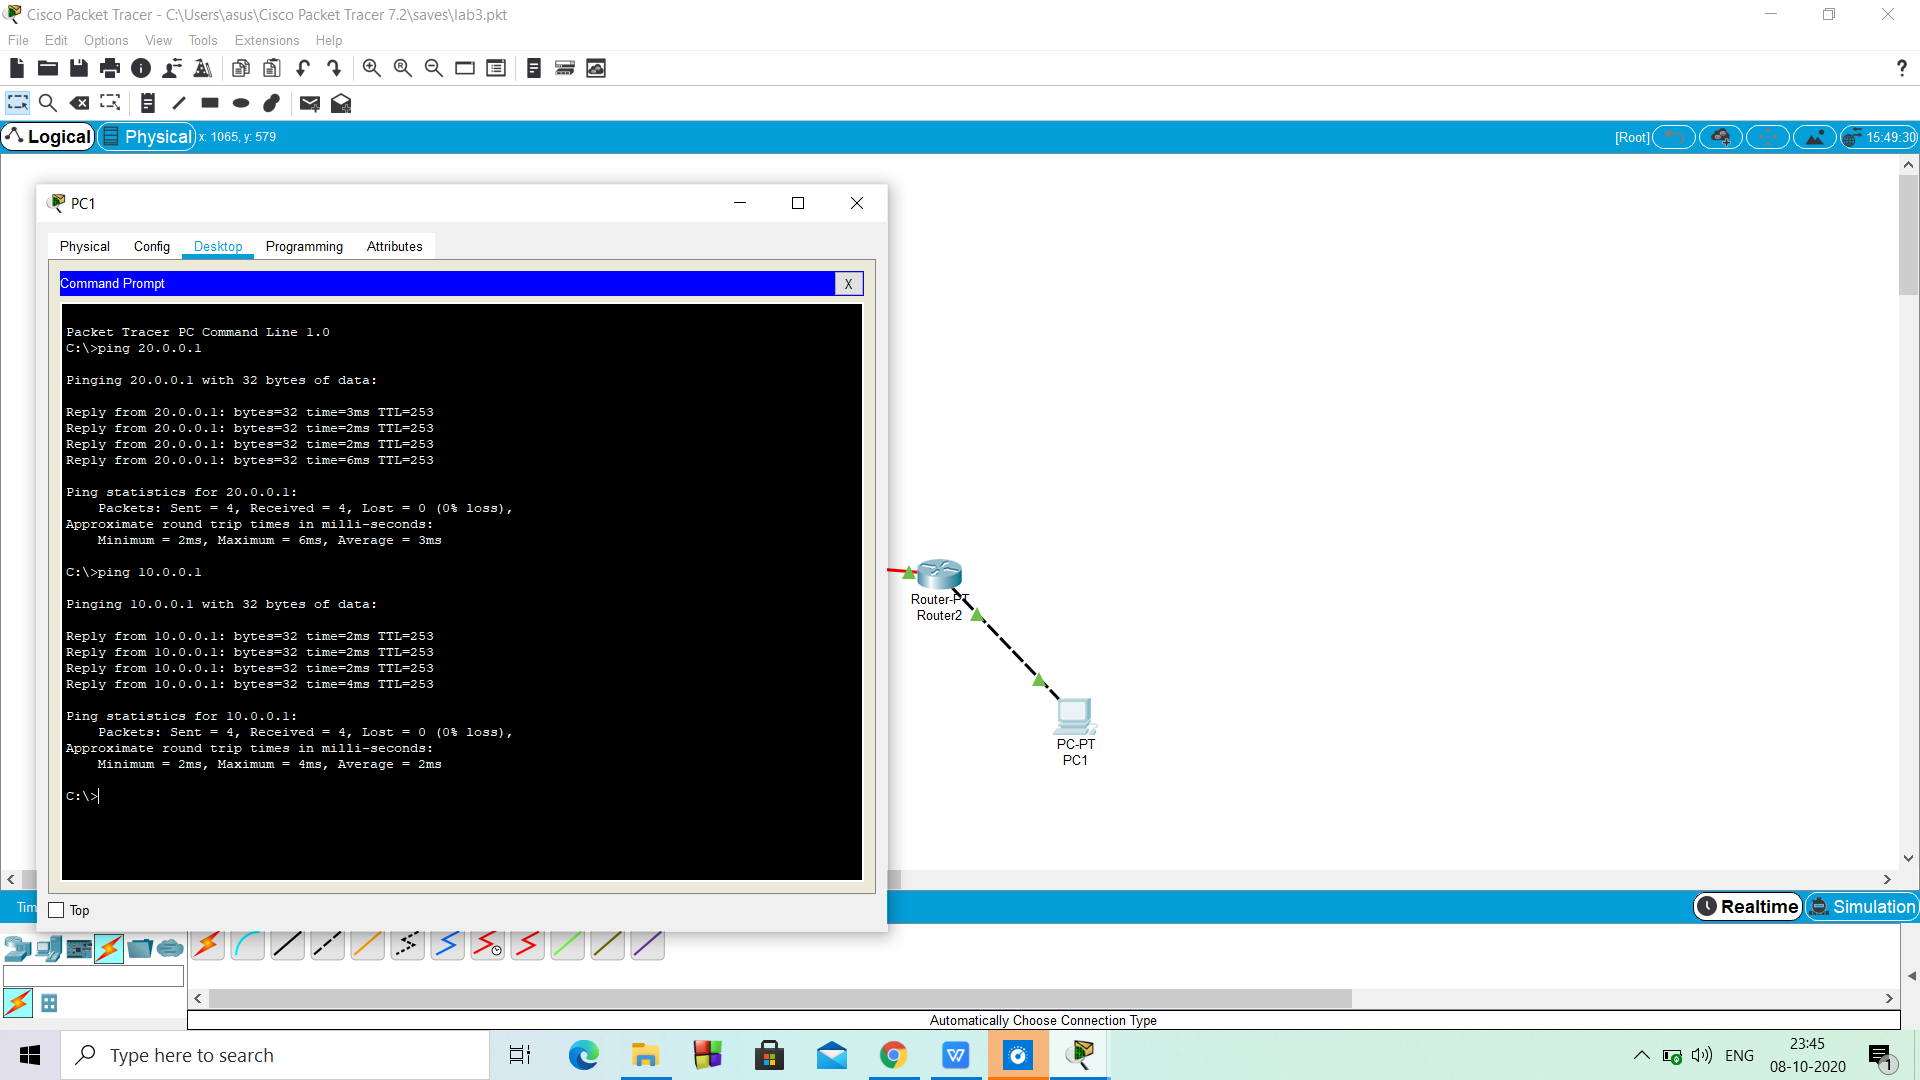 Cisco Packet Tracer - C:\Users\asus\Cisco Packet Tracer 7.2\saves\lab3.pkt
File Edit Options View Tools Extensions Help
?
Logical Physical x: 1065, y: 579 [Root] 15:49:30
PC1
Physical Config Desktop Programming Attributes
Command Prompt X
Packet Tracer PC Command Line 1.0
C:\>ping 20.0.0.1
Pinging 20.0.0.1 with 32 bytes of data:
Reply from 20.0.0.1: bytes=32 time=3ms TTL=253
Reply from 20.0.0.1: bytes=32 time=2ms TTL=253
Reply from 20.0.0.1: bytes=32 time=2ms TTL=253
Reply from 20.0.0.1: bytes=32 time=6ms TTL=253
Ping statistics for 20.0.0.1:
Packets: Sent = 4, Received = 4, Lost = 0 (0% loss),
Approximate round trip times in milli-seconds:
Minimum = 2ms, Maximum = 6ms, Average = 3ms
C:\>ping 10.0.0.1
Pinging 10.0.0.1 with 32 bytes of data:
Reply from 10.0.0.1: bytes=32 time=2ms TTL=253
Reply from 10.0.0.1: bytes=32 time=2ms TTL=253
Reply from 10.0.0.1: bytes=32 time=2ms TTL=253
Reply from 10.0.0.1: bytes=32 time=4ms TTL=253
Ping statistics for 10.0.0.1:
Packets: Sent = 4, Received = 4, Lost = 0 (0% loss),
Approximate round trip times in milli-seconds:
Minimum = 2ms, Maximum = 4ms, Average = 2ms
C:\>
Router-PT
Router2
PC-PT
PC1
Top
Tim
Realtime Simulation
Automatically Choose Connection Type
Type here to search
ENG
23:45
08-10-2020
1